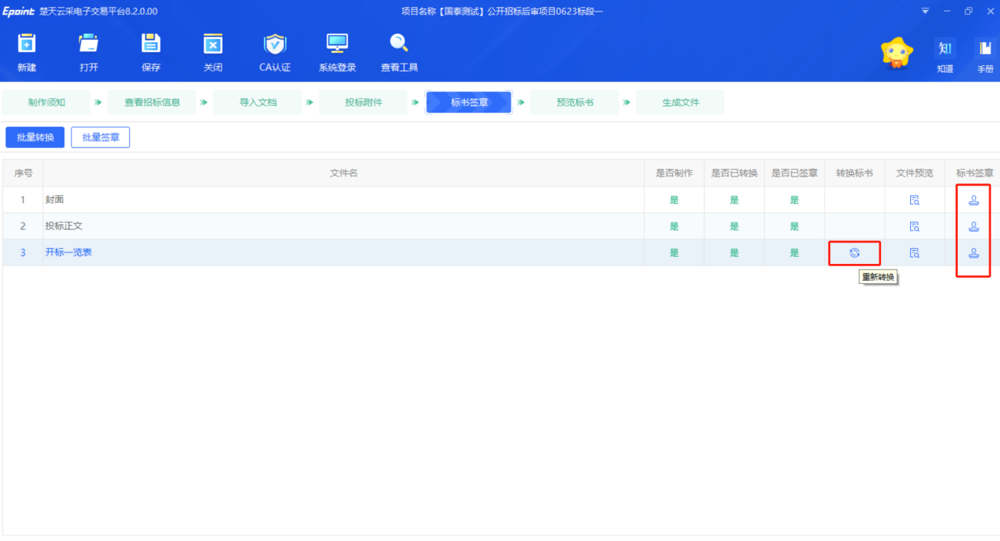 Epoint 楚天云采电子交易平台8.2.0.00 项目名称【国泰测试】公开招标后审项目0623标段一
新建 打开 保存 关闭 CA认证 系统登录 查看工具 知 知道 手册
制作须知 查看招标信息 导入文档 投标附件 标书签章 预览标书 生成文件
批量转换 批量签章
序号 文件名 是否制作 是否已转换 是否已签章 转换标书 文件预览 标书签章
1 封面 是 是 是
2 投标正文 是 是 是
3 开标一览表 是 是 是
重新转换